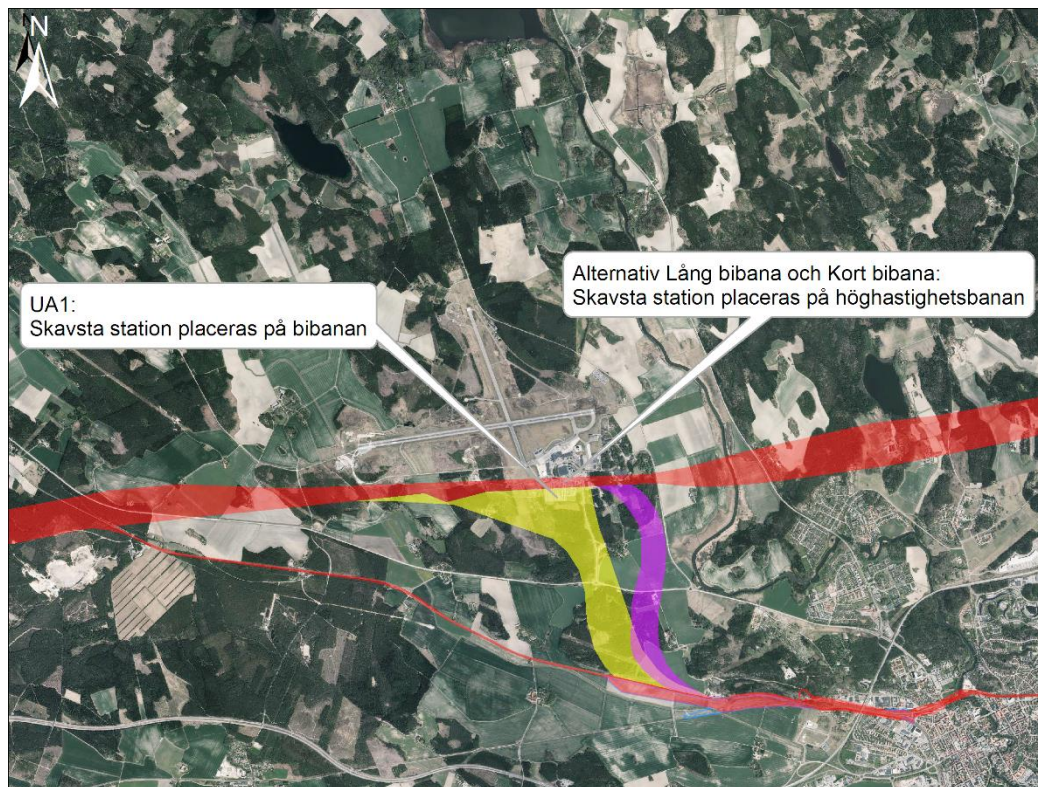 N
UA1:
Skavsta station placeras på bibanan
Alternativ Lång bibana och Kort bibana:
Skavsta station placeras på höghastighetsbanan